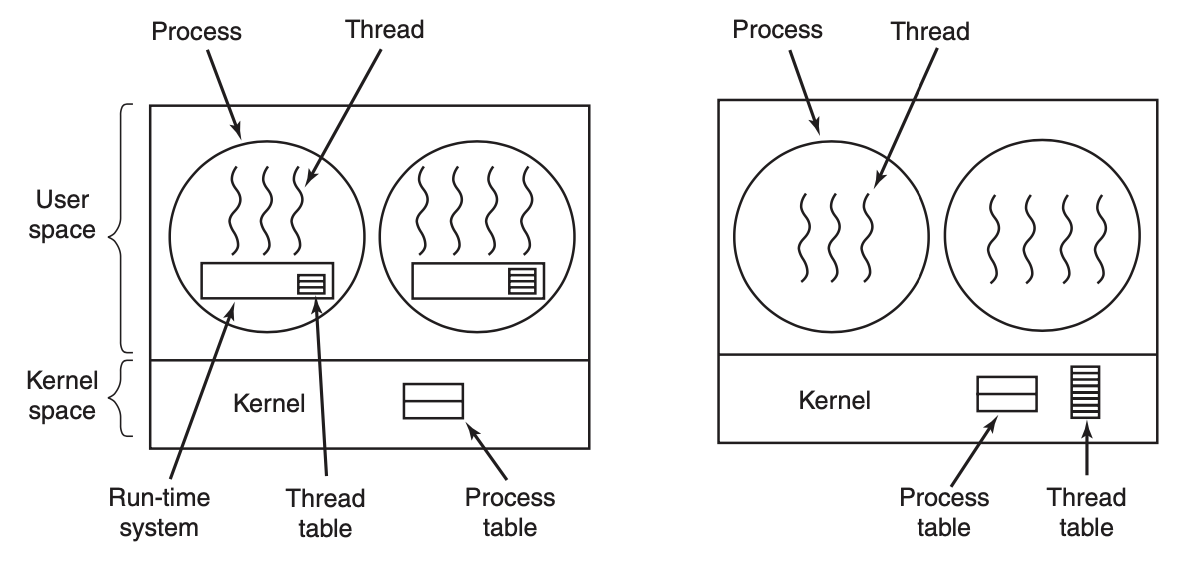 Process
Thread
Process
Thread
User
space
Kernel
space
Kernel
Kernel
Run-time
system
Thread
table
Process
table
Process
table
Thread
table